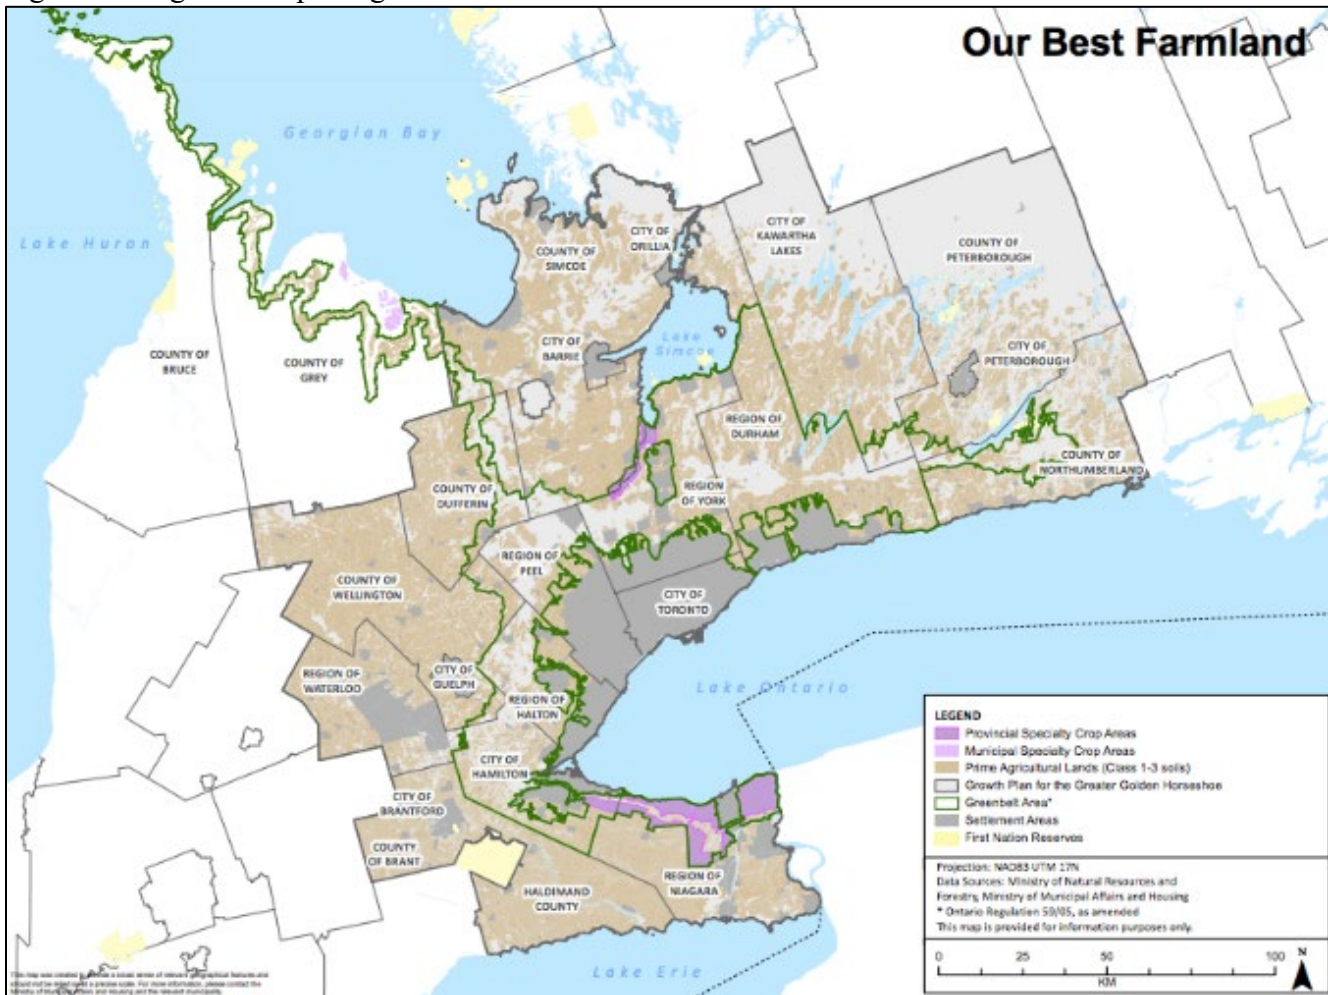 Our Best Farmland
Georgian Bay
Lake Huron
CITY OF
ORILLIA
CITY OF
KAWARTHA
LAKES
COUNTY OF
PETERBOROUGH
COUNTY OF
SIMCOE
COUNTY OF
BRUCE
COUNTY OF
GREY
CITY OF
BARRIE
Lake
Simcoe
CITY OF
PETERBOROUGH
REGION OF
DURHAM
COUNTY OF
NORTHUMBERLAND
COUNTY OF
DUFFERIN
REGION
OF YORK
REGION OF
PEEL
COUNTY OF
WELLINGTON
CITY OF
TORONTO
REGION OF
WATERLOO
CITY OF
GUELPH
REGION OF
HALTON
Lake Ontario
CITY OF
HAMILTON
CITY OF
BRANTFORD
COUNTY
OF BRANT
HALDIMAND
COUNTY
REGION OF
NIAGARA
Lake Erie
LEGEND
Provincial Specialty Crop Areas
Municipal Specialty Crop Areas
Prime Agricultural Lands (Class 1-3 soils)
Growth Plan for the Greater Golden Horseshoe
Greenbelt Area*
Settlement Areas
First Nation Reserves
Projection: NAD83 UTM 17N
Data Sources: Ministry of Natural Resources and
Forestry, Ministry of Municipal Affairs and Housing
* Ontario Regulation 59/05, as amended
This map is provided for information purposes only.
0 25 50 100
KM
N